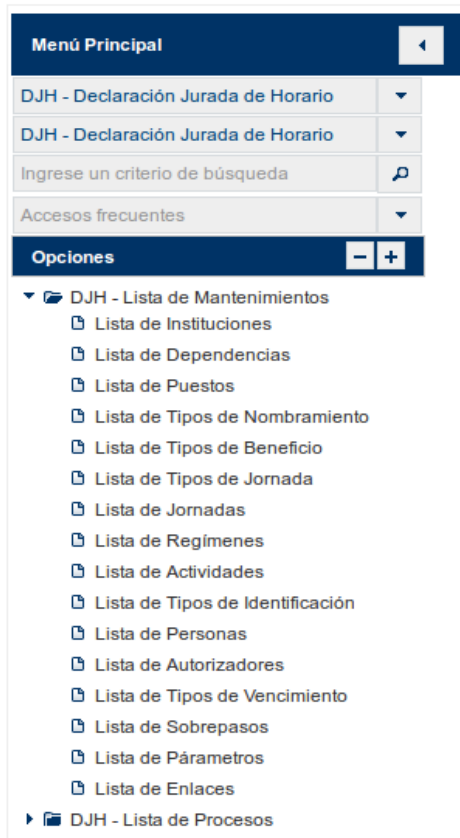 Menú Principal
DJH - Declaración Jurada de Horario
DJH - Declaración Jurada de Horario
Ingrese un criterio de búsqueda
Accesos frecuentes
Opciones
DJH - Lista de Mantenimientos
Lista de Instituciones
Lista de Dependencias
Lista de Puestos
Lista de Tipos de Nombramiento
Lista de Tipos de Beneficio
Lista de Tipos de Jornada
Lista de Jornadas
Lista de Regímenes
Lista de Actividades
Lista de Tipos de Identificación
Lista de Personas
Lista de Autorizadores
Lista de Tipos de Vencimiento
Lista de Sobrepasos
Lista de Párametros
Lista de Enlaces
DJH - Lista de Procesos